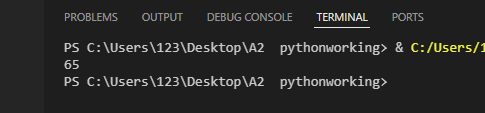 PROBLEMS OUTPUT DEBUG CONSOLE TERMINAL PORTS
PS C:\Users\123\Desktop\A2  pythonworking> & C:/Users/1
65
PS C:\Users\123\Desktop\A2  pythonworking>